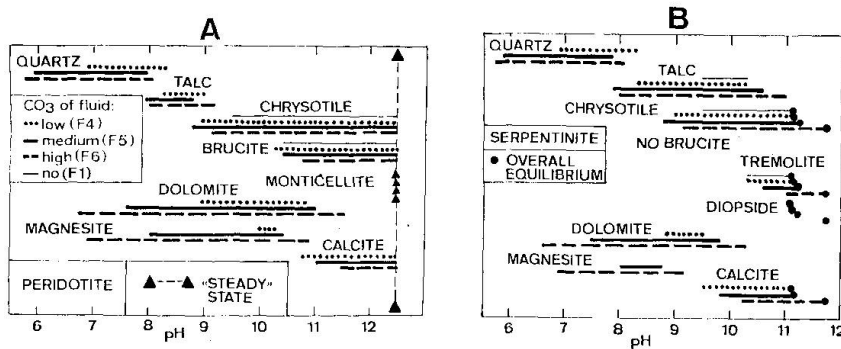 A
QUARTZ
TALC
CO3 of fluid:
low (F4)
medium (F5)
high (F6)
no (F1)
CHRYSOTILE
BRUCITE
MONTICELLITE
DOLOMITE
MAGNESITE
CALCITE
PERIDOTITE
«STEADY»
STATE
6 7 8 9 10 11 12
pH
B
QUARTZ
TALC
CHRYSOTILE
SERPENTINITE
NO BRUCITE
OVERALL
EQUILIBRIUM
TREMOLITE
DIOPSIDE
DOLOMITE
MAGNESITE
CALCITE
6 7 8 9 10 11 12
pH